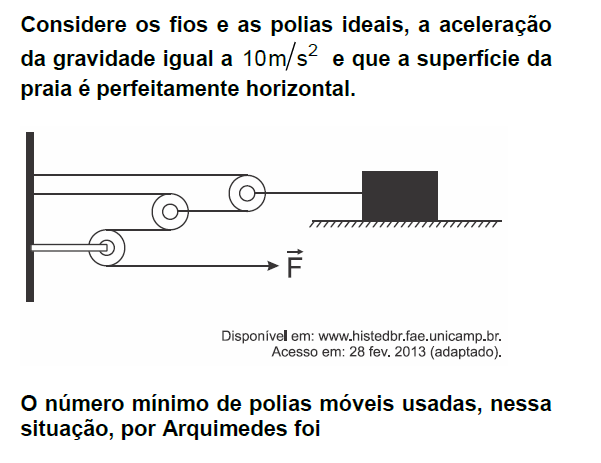 Considere os fios e as polias ideais, a aceleração
da gravidade igual a 10m/s² e que a superfície da
praia é perfeitamente horizontal.
F
Disponível em: www.histedbr.fae.unicamp.br.
Acesso em: 28 fev. 2013 (adaptado).
O número mínimo de polias móveis usadas, nessa
situação, por Arquimedes foi